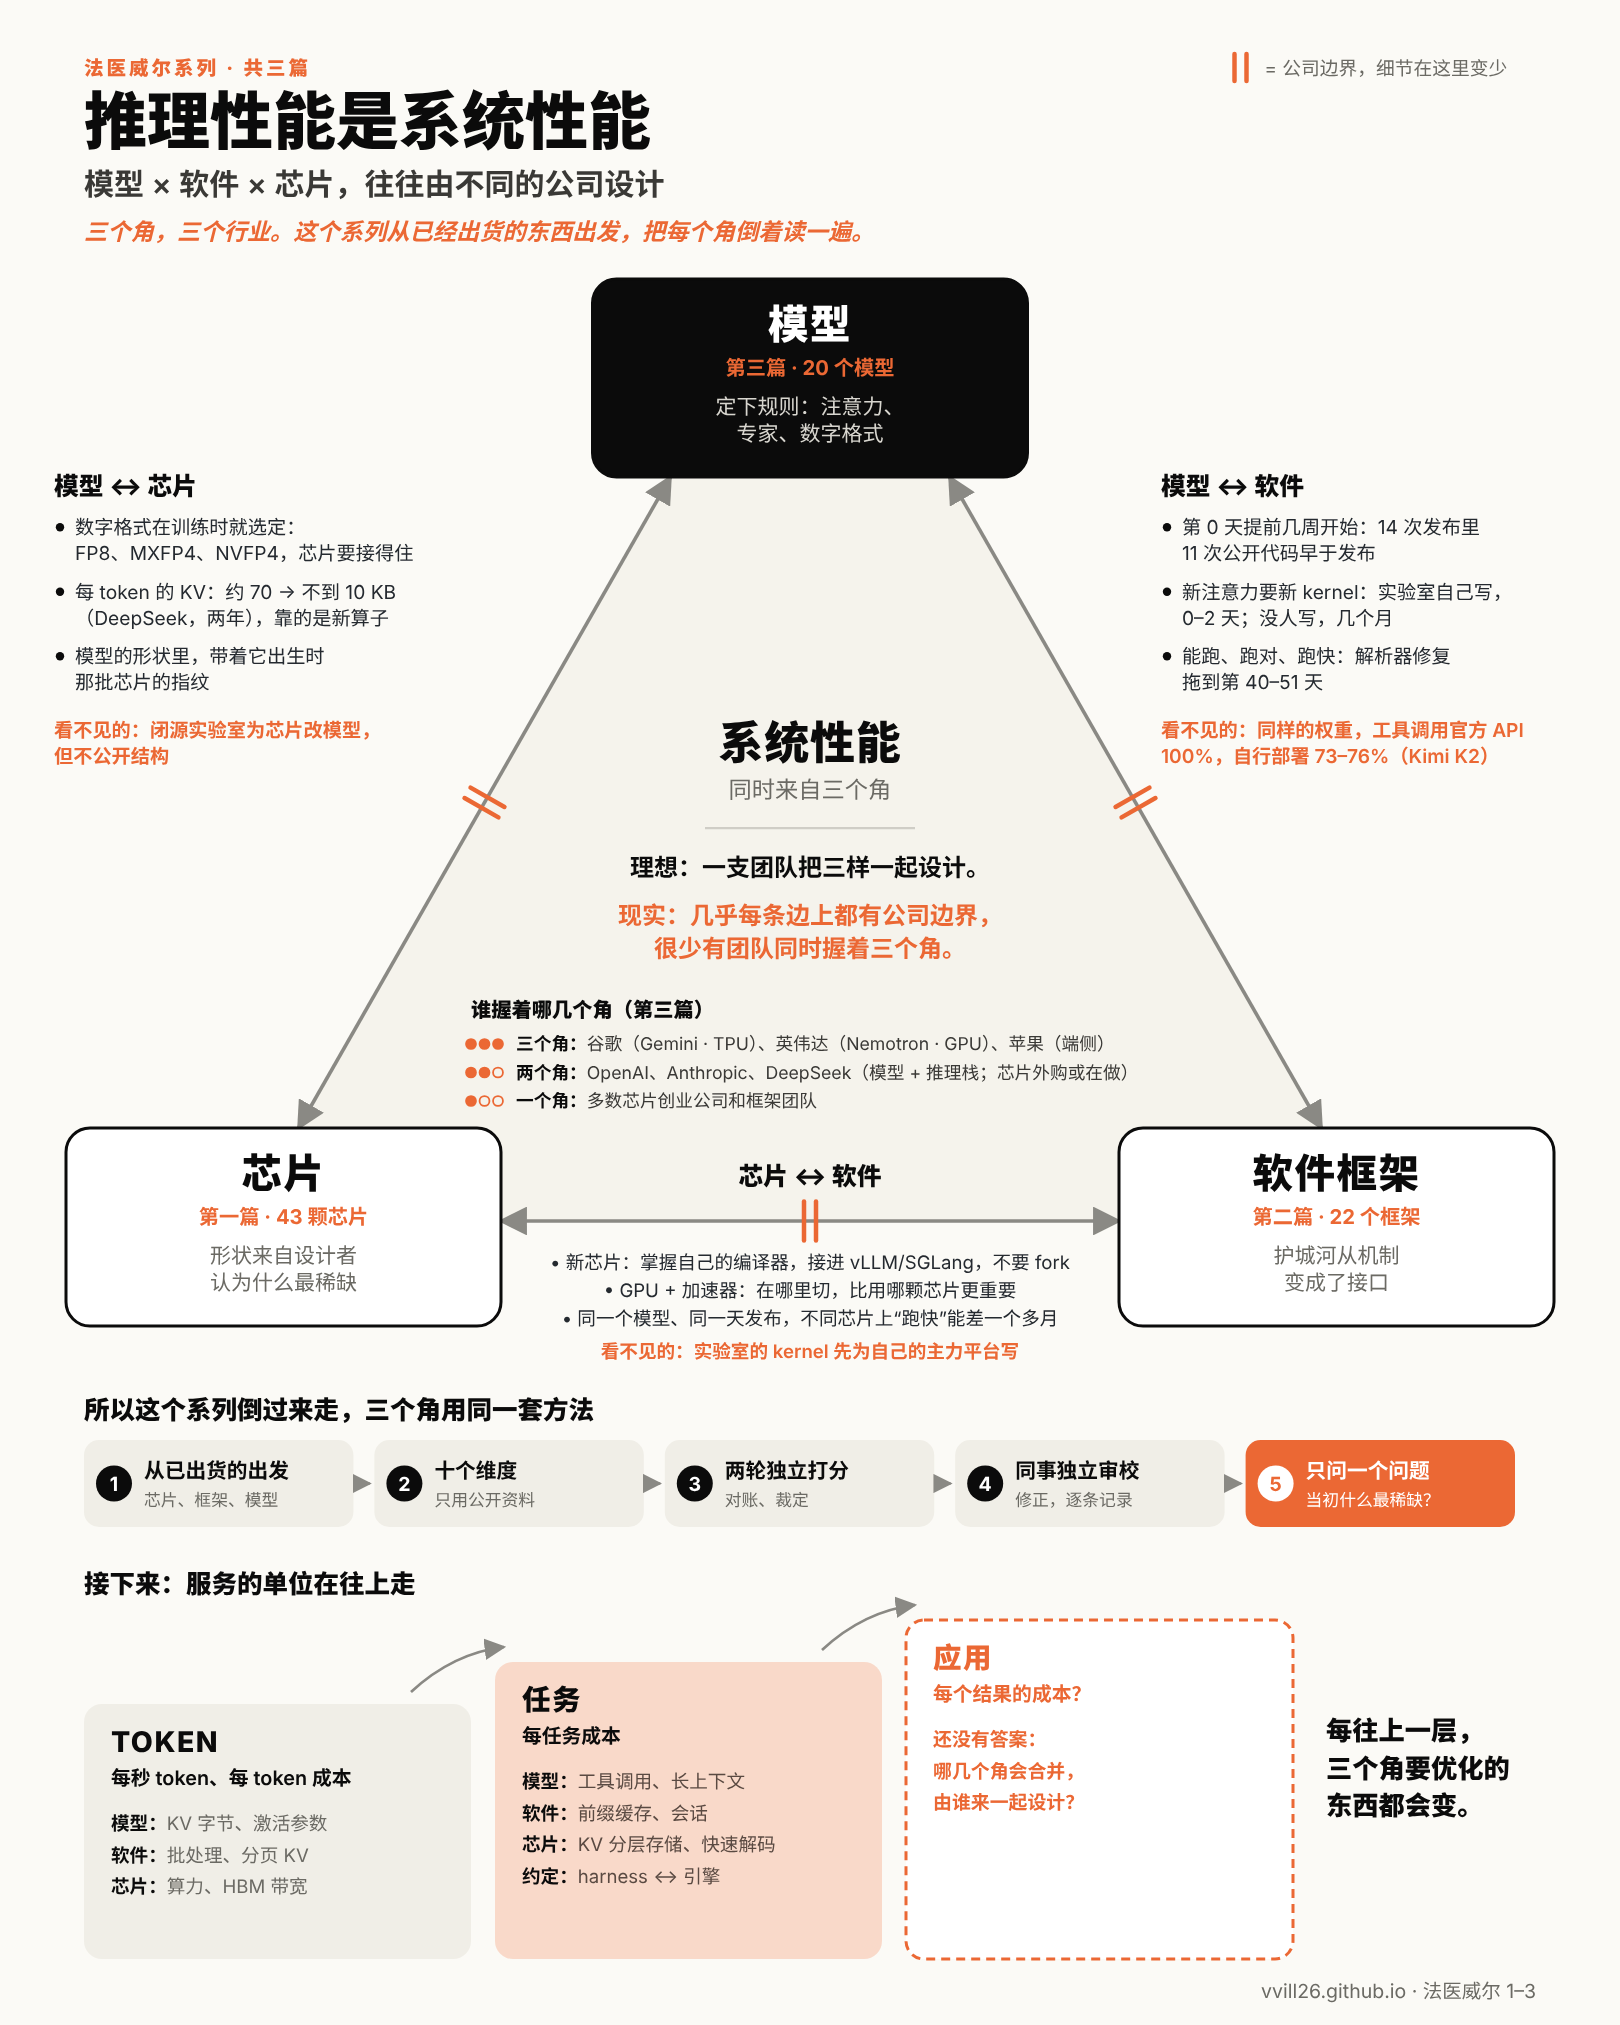 法医威尔系列 · 共三篇
= 公司边界，细节在这里变少
推理性能是系统性能
模型 × 软件 × 芯片，往往由不同的公司设计
三个角，三个行业。这个系列从已经出货的东西出发，把每个角倒着读一遍。
模型
第三篇 · 20 个模型
定下规则：注意力、
专家、数字格式
模型 ↔ 芯片
● 数字格式在训练时就选定：
FP8、MXFP4、NVFP4，芯片要接得住
● 每 token 的 KV：约 70 → 不到 10 KB
（DeepSeek，两年），靠的是新算子
● 模型的形状里，带着它出生时
那批芯片的指纹
看不见的：闭源实验室为芯片改模型，
但不公开结构
模型 ↔ 软件
● 第 0 天提前几周开始：14 次发布里
11 次公开代码早于发布
● 新注意力要新 kernel：实验室自己写，
0–2 天；没人写，几个月
● 能跑、跑对、跑快：解析器修复
拖到第 40–51 天
看不见的：同样的权重，工具调用官方 API
100%，自行部署 73–76%（Kimi K2）
系统性能
同时来自三个角
理想：一支团队把三样一起设计。
现实：几乎每条边上都有公司边界，
很少有团队同时握着三个角。
谁握着哪几个角（第三篇）
三个角：谷歌（Gemini · TPU）、英伟达（Nemotron · GPU）、苹果（端侧）
两个角：OpenAI、Anthropic、DeepSeek（模型 + 推理栈；芯片外购或在做）
一个角：多数芯片创业公司和框架团队
芯片
第一篇 · 43 颗芯片
形状来自设计者
认为什么最稀缺
芯片 ↔ 软件
• 新芯片：掌握自己的编译器，接进 vLLM/SGLang，不要 fork
• GPU + 加速器：在哪里切，比用哪颗芯片更重要
• 同一个模型、同一天发布，不同芯片上“跑快”能差一个多月
看不见的：实验室的 kernel 先为自己的主力平台写
软件框架
第二篇 · 22 个框架
护城河从机制
变成了接口
所以这个系列倒过来走，三个角用同一套方法
1 从已出货的出发
芯片、框架、模型
2 十个维度
只用公开资料
3 两轮独立打分
对账、裁定
4 同事独立审校
修正，逐条记录
5 只问一个问题
当初什么最稀缺？
接下来：服务的单位在往上走
TOKEN
每秒 token、每 token 成本
模型：KV 字节、激活参数
软件：批处理、分页 KV
芯片：算力、HBM 带宽
任务
每任务成本
模型：工具调用、长上下文
软件：前缀缓存、会话
芯片：KV 分层存储、快速解码
约定：harness ↔ 引擎
应用
每个结果的成本？
还没有答案：
哪几个角会合并，
由谁来一起设计？
每往上一层，
三个角要优化的
东西都会变。
vvill26.github.io · 法医威尔 1–3